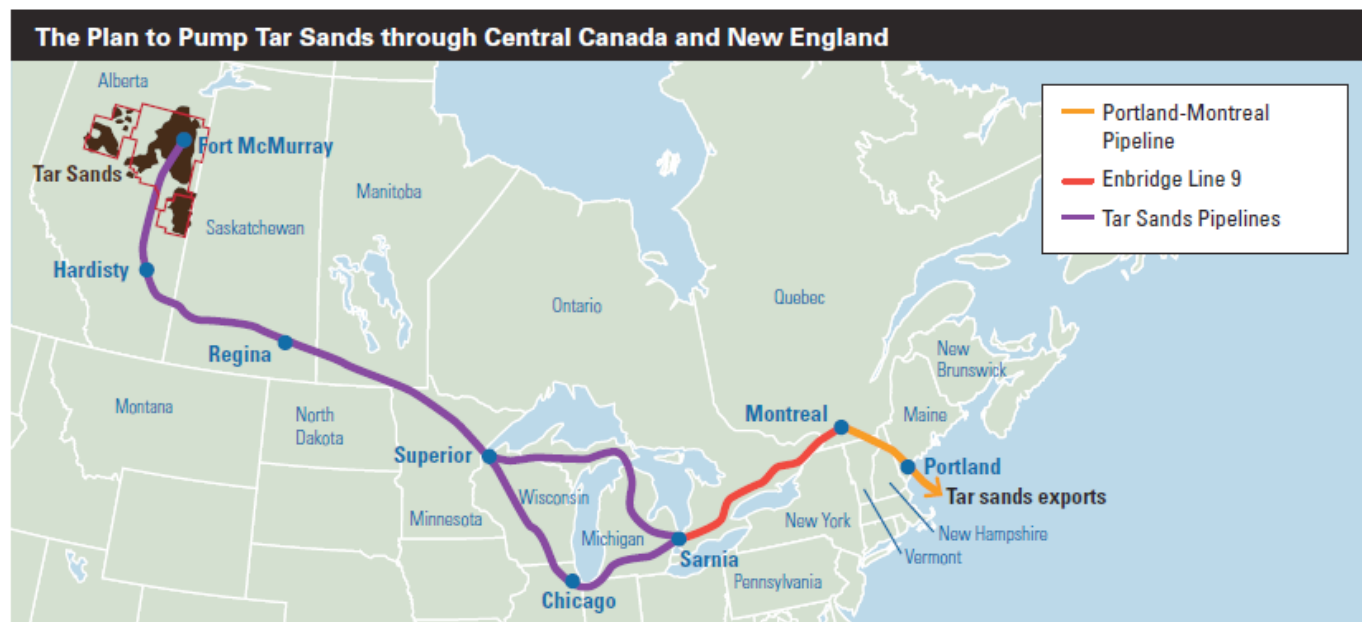 The Plan to Pump Tar Sands through Central Canada and New England
Alberta
Fort McMurray
Tar Sands
Manitoba
Saskatchewan
Hardisty
Ontario
Quebec
Regina
New
Brunswick
Montana
North
Dakota
Montreal
Maine
Superior
Portland
Wisconsin
Tar sands exports
Minnesota
Michigan
New York
New Hampshire
Sarnia
Vermont
Pennsylvania
Chicago
Portland-Montreal
Pipeline
Enbridge Line 9
Tar Sands Pipelines